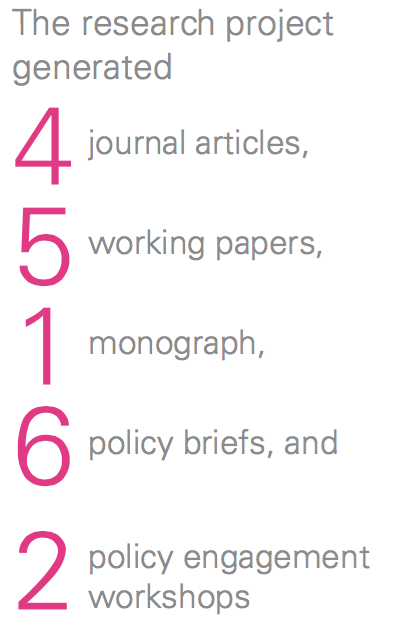 The research project
generated
4 journal articles,
5 working papers,
1 monograph,
6 policy briefs, and
2 policy engagement
workshops